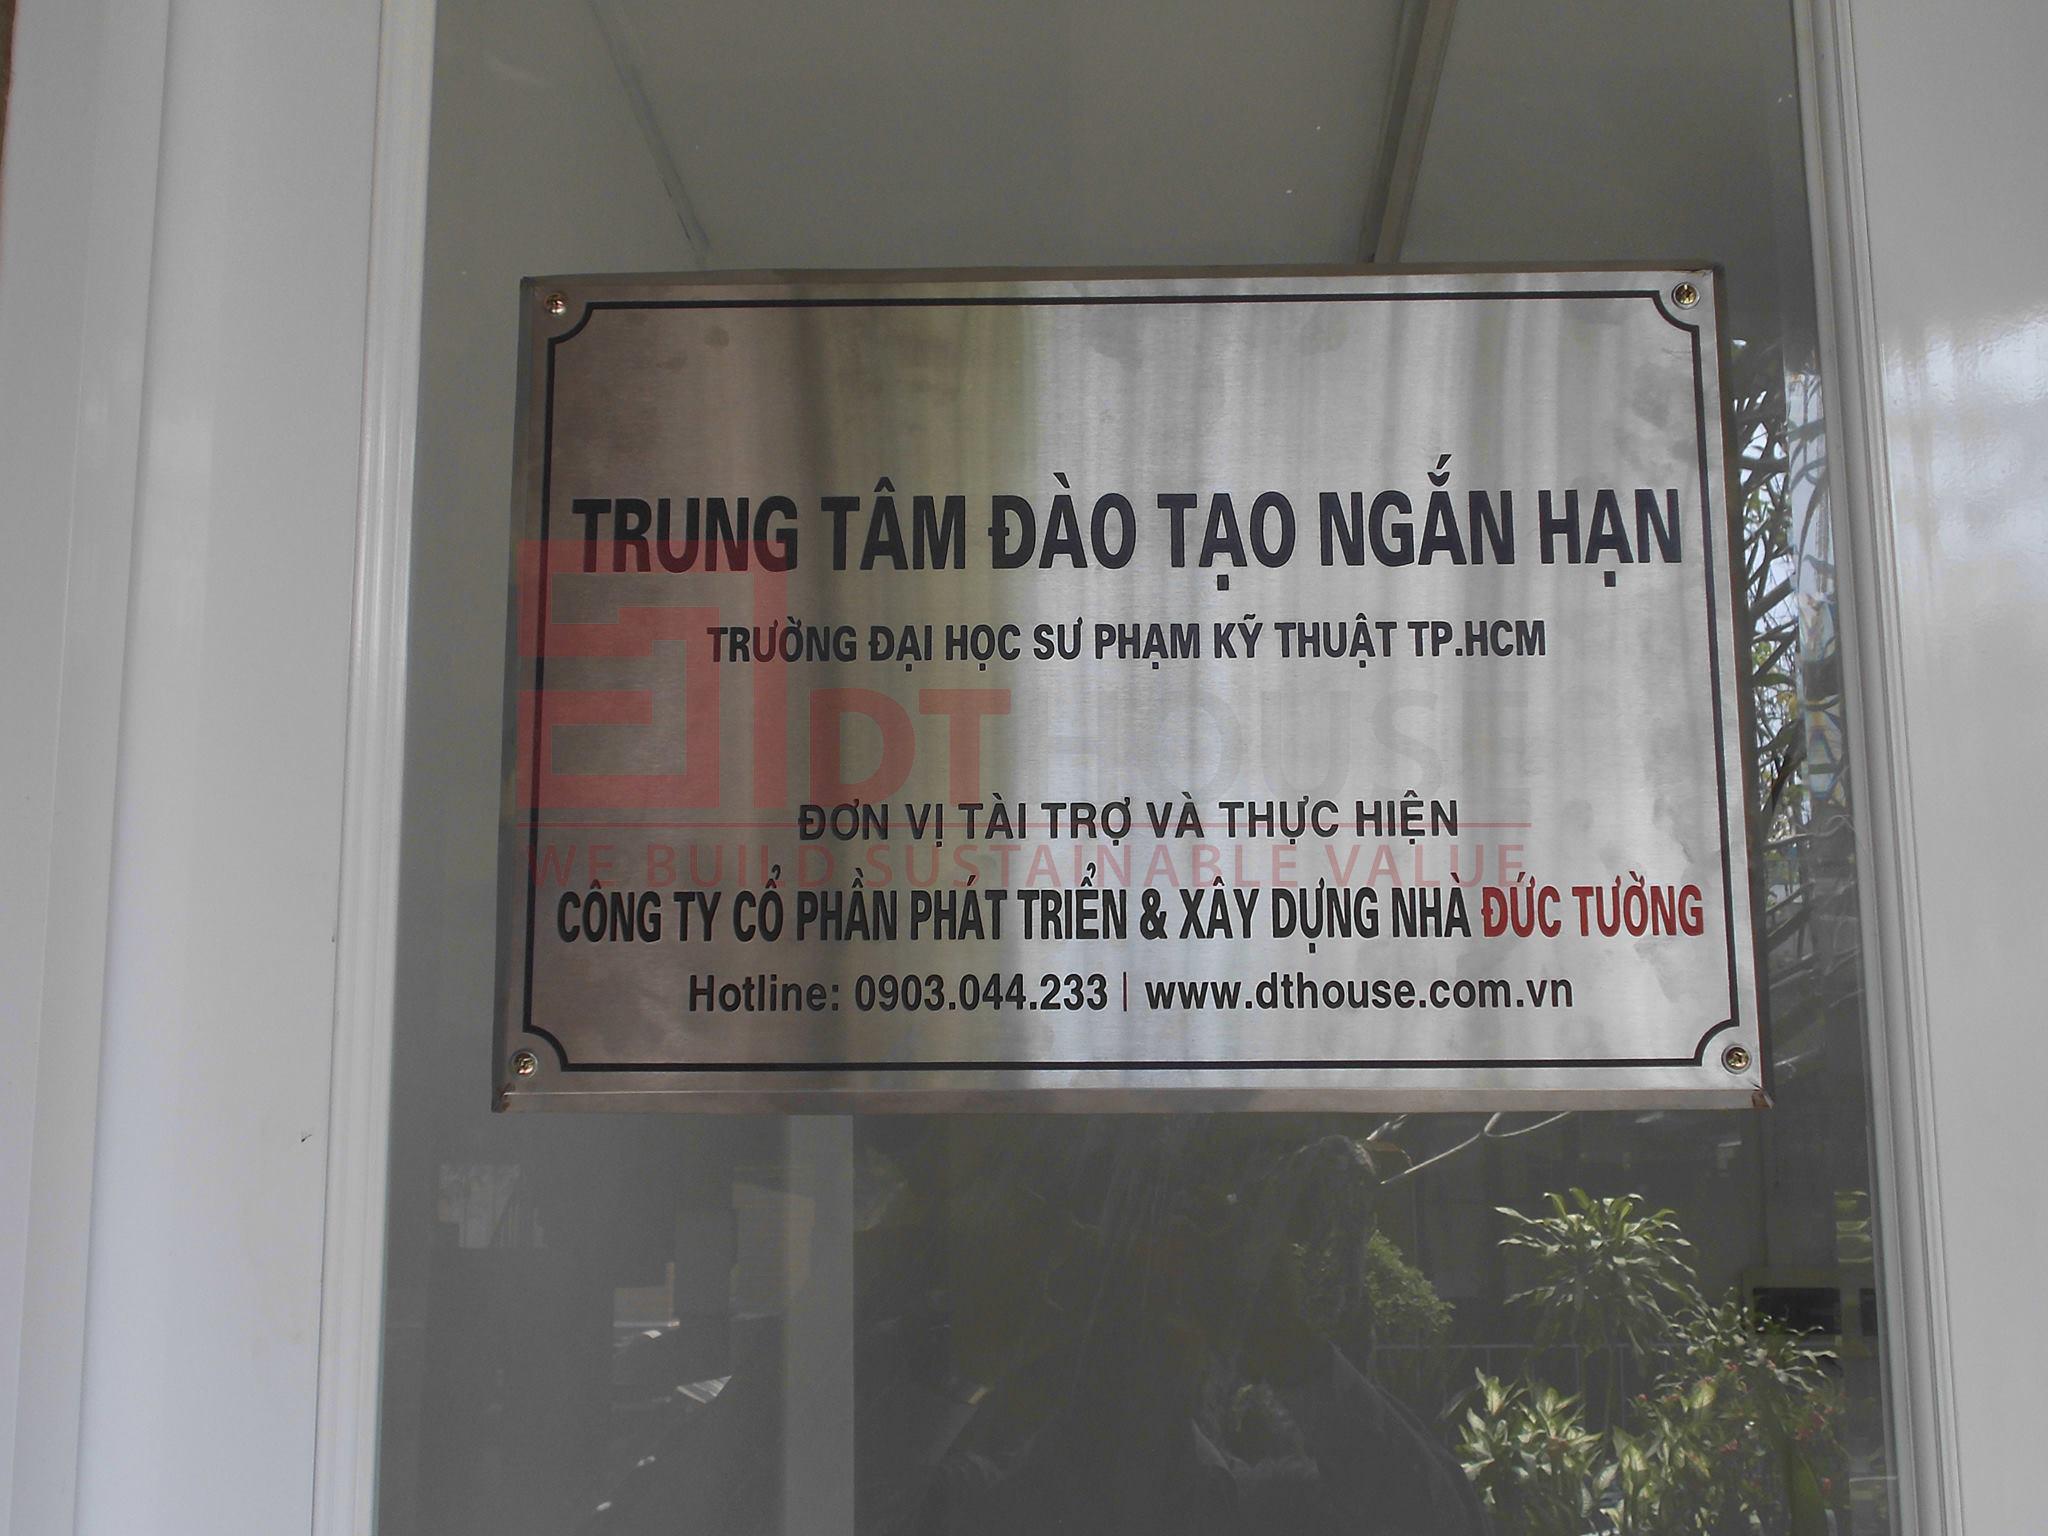 TRUNG TÂM ĐÀO TẠO NGẮN HẠN
TRƯỜNG ĐẠI HỌC SƯ PHẠM KỸ THUẬT TP.HCM
DTHOUSE
ĐƠN VỊ TÀI TRỢ VÀ THỰC HIỆN
WE BUILD SUSTAINABLE VALUE
CÔNG TY CỔ PHẦN PHÁT TRIỂN & XÂY DỰNG NHÀ ĐỨC TƯỜNG
Hotline: 0903.044.233 | www.dthouse.com.vn